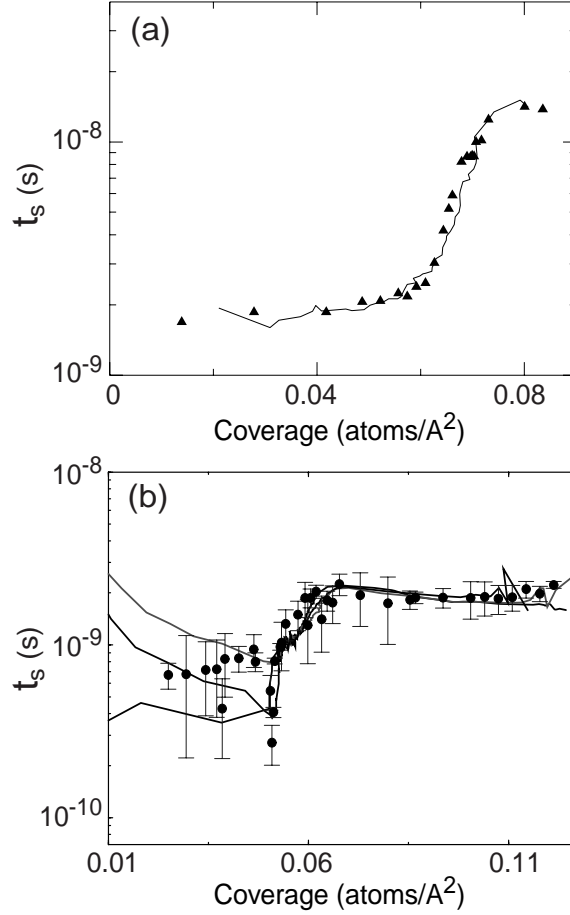 (a)
10^-8
t_s (s)
10^-9
0
0.04
0.08
Coverage (atoms/A^2)
(b)
10^-8
10^-9
t_s (s)
10^-10
0.01
0.06
0.11
Coverage (atoms/A^2)